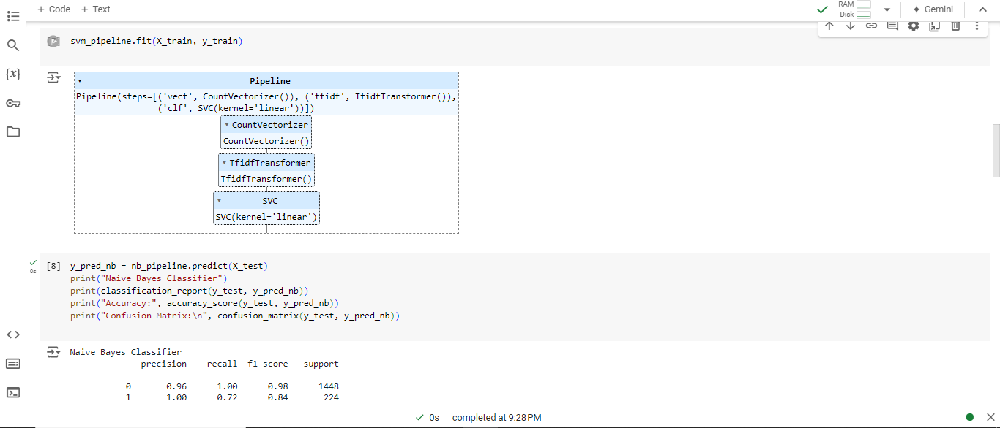 + Code + Text
RAM
Disk
Gemini
svm_pipeline.fit(X_train, y_train)
Pipeline
Pipeline(steps=[('vect', CountVectorizer()), ('tfidf', TfidfTransformer()),
('clf', SVC(kernel='linear'))])
CountVectorizer
CountVectorizer()
TfidfTransformer
TfidfTransformer()
SVC
SVC(kernel='linear')
0s
[8] y_pred_nb = nb_pipeline.predict(X_test)
print("Naive Bayes Classifier")
print(classification_report(y_test, y_pred_nb))
print("Accuracy:", accuracy_score(y_test, y_pred_nb))
print("Confusion Matrix:\n", confusion_matrix(y_test, y_pred_nb))
Naive Bayes Classifier
precision recall f1-score support
0 0.96 1.00 0.98 1448
1 1.00 0.72 0.84 224
0s completed at 9:28 PM